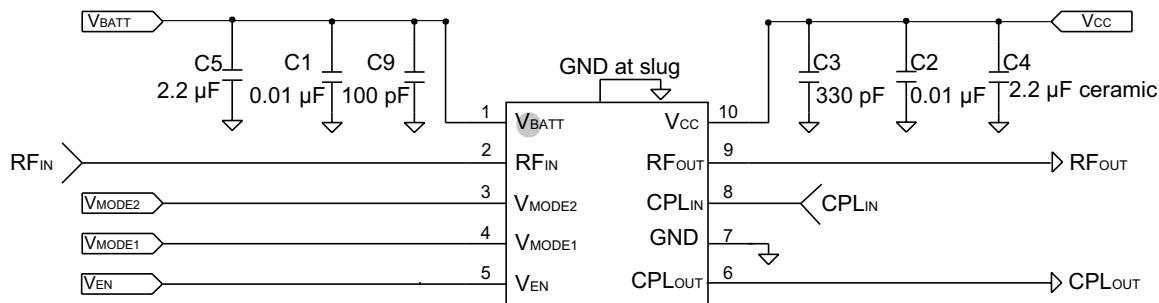 VBATT
VCC
C5
2.2 µF
C1
0.01 µF
C9
100 pF
GND at slug
C3
330 pF
C2
0.01 µF
C4
2.2 µF ceramic
1
VBATT
VCC
10
RFIN
2
RFIN
RFOUT
9
RFOUT
VMODE2
3
VMODE2
CPLIN
8
CPLIN
VMODE1
4
VMODE1
GND
7
VEN
5
VEN
CPLOUT
6
CPLOUT